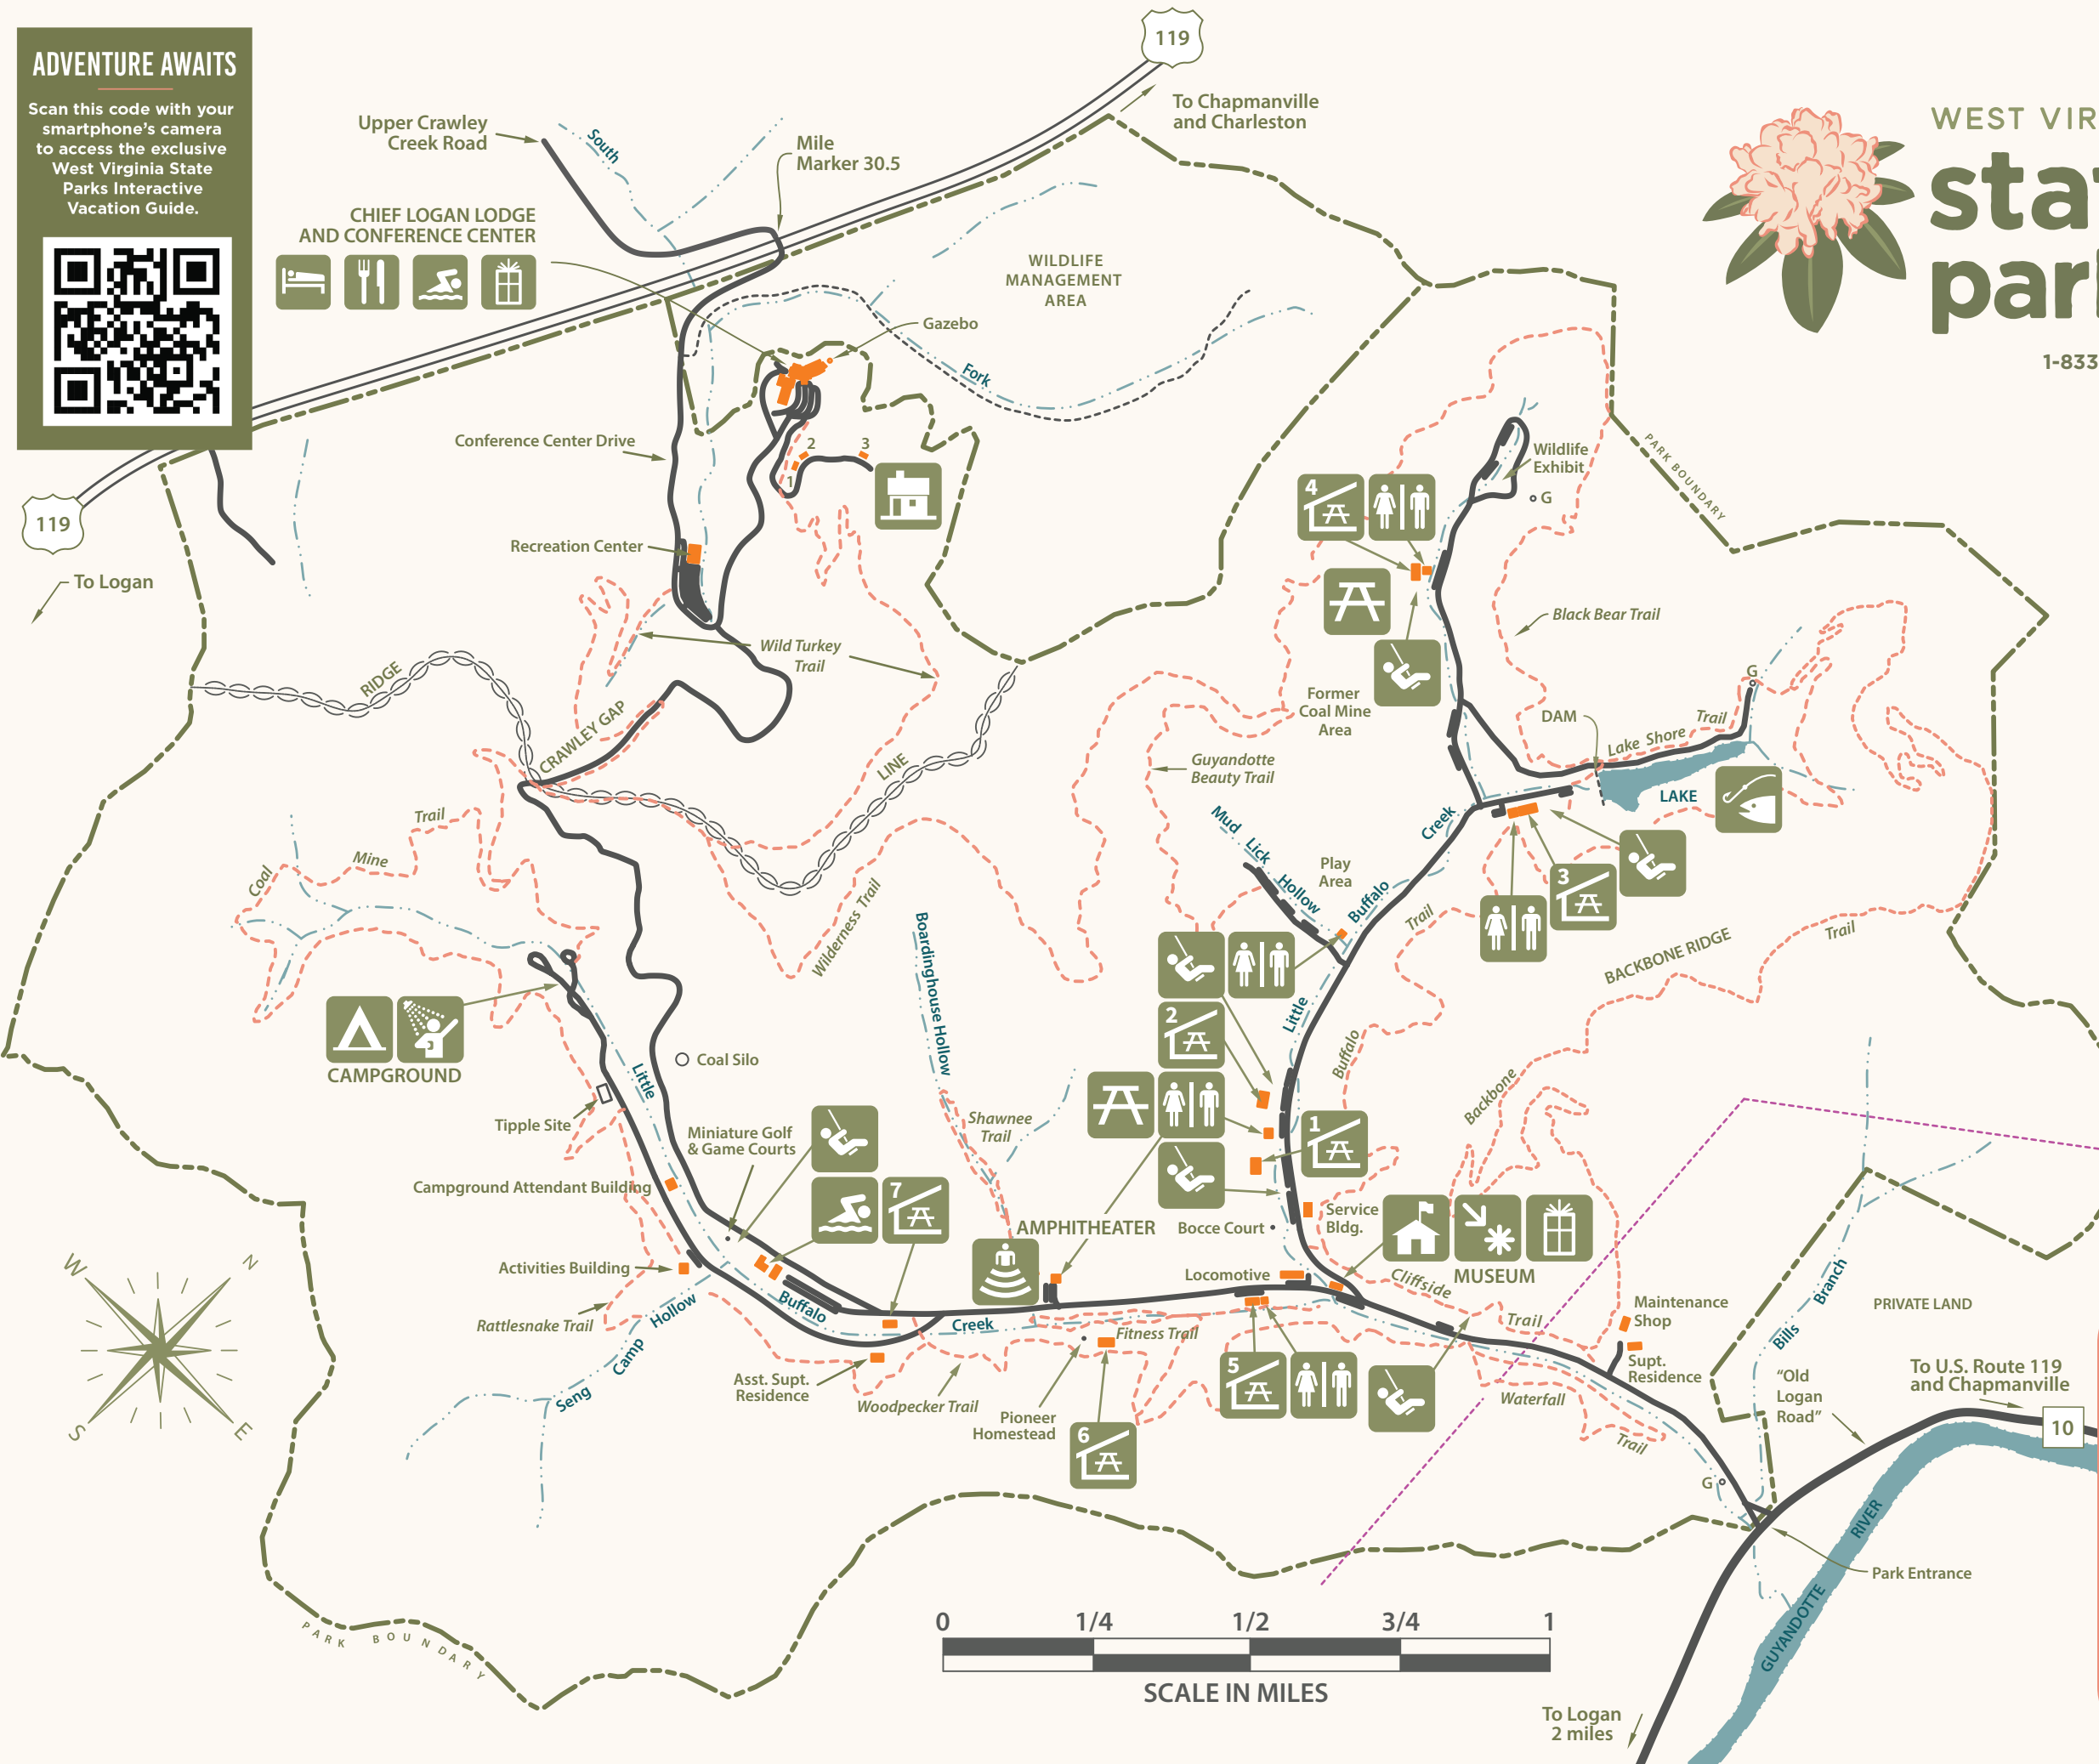 ADVENTURE AWAITS
Scan this code with your
smartphone's camera
to access the exclusive
West Virginia State
Parks Interactive
Vacation Guide.
119
To Chapmanville
and Charleston
Upper Crawley
Creek Road
South
Mile
Marker 30.5
CHIEF LOGAN LODGE
AND CONFERENCE CENTER
WILDLIFE
MANAGEMENT
AREA
Gazebo
Fork
WEST VIR
stat
park
1-833
Conference Center Drive
1
2
3
119
To Logan
Recreation Center
Wild Turkey
Trail
RIDGE
CRAWLEY GAP
LINE
4
Wildlife
Exhibit
G
PARK BOUNDARY
Black Bear Trail
Former
Coal Mine
Area
DAM
Lake Shore
Trail
G
LAKE
Guyandotte
Beauty Trail
Mud Lick
Hollow
Creek
Play
Area
Buffalo
3
Trail
BACKBONE RIDGE
Trail
Trail
Mine
Coal
Wilderness Trail
Boardinghouse Hollow
2
Little
Buffalo
Backbone
CAMPGROUND
Coal Silo
Little
Tipple Site
Shawnee
Trail
Miniature Golf
& Game Courts
1
Campground Attendant Building
7
AMPHITHEATER
Bocce Court
Service
Bldg.
MUSEUM
Activities Building
Locomotive
Cliffside
Trail
Buffalo
Creek
Fitness Trail
Rattlesnake Trail
Seng
Camp
Hollow
Asst. Supt.
Residence
Woodpecker Trail
Pioneer
Homestead
6
5
Waterfall
Trail
Maintenance
Shop
Supt.
Residence
Bills
Branch
PRIVATE LAND
"Old
Logan
Road"
To U.S. Route 119
and Chapmanville
10
G
Park Entrance
GUYANDOTTE
RIVER
W
N
S
E
PARK BOUNDARY
0
1/4
1/2
3/4
1
SCALE IN MILES
To Logan
2 miles